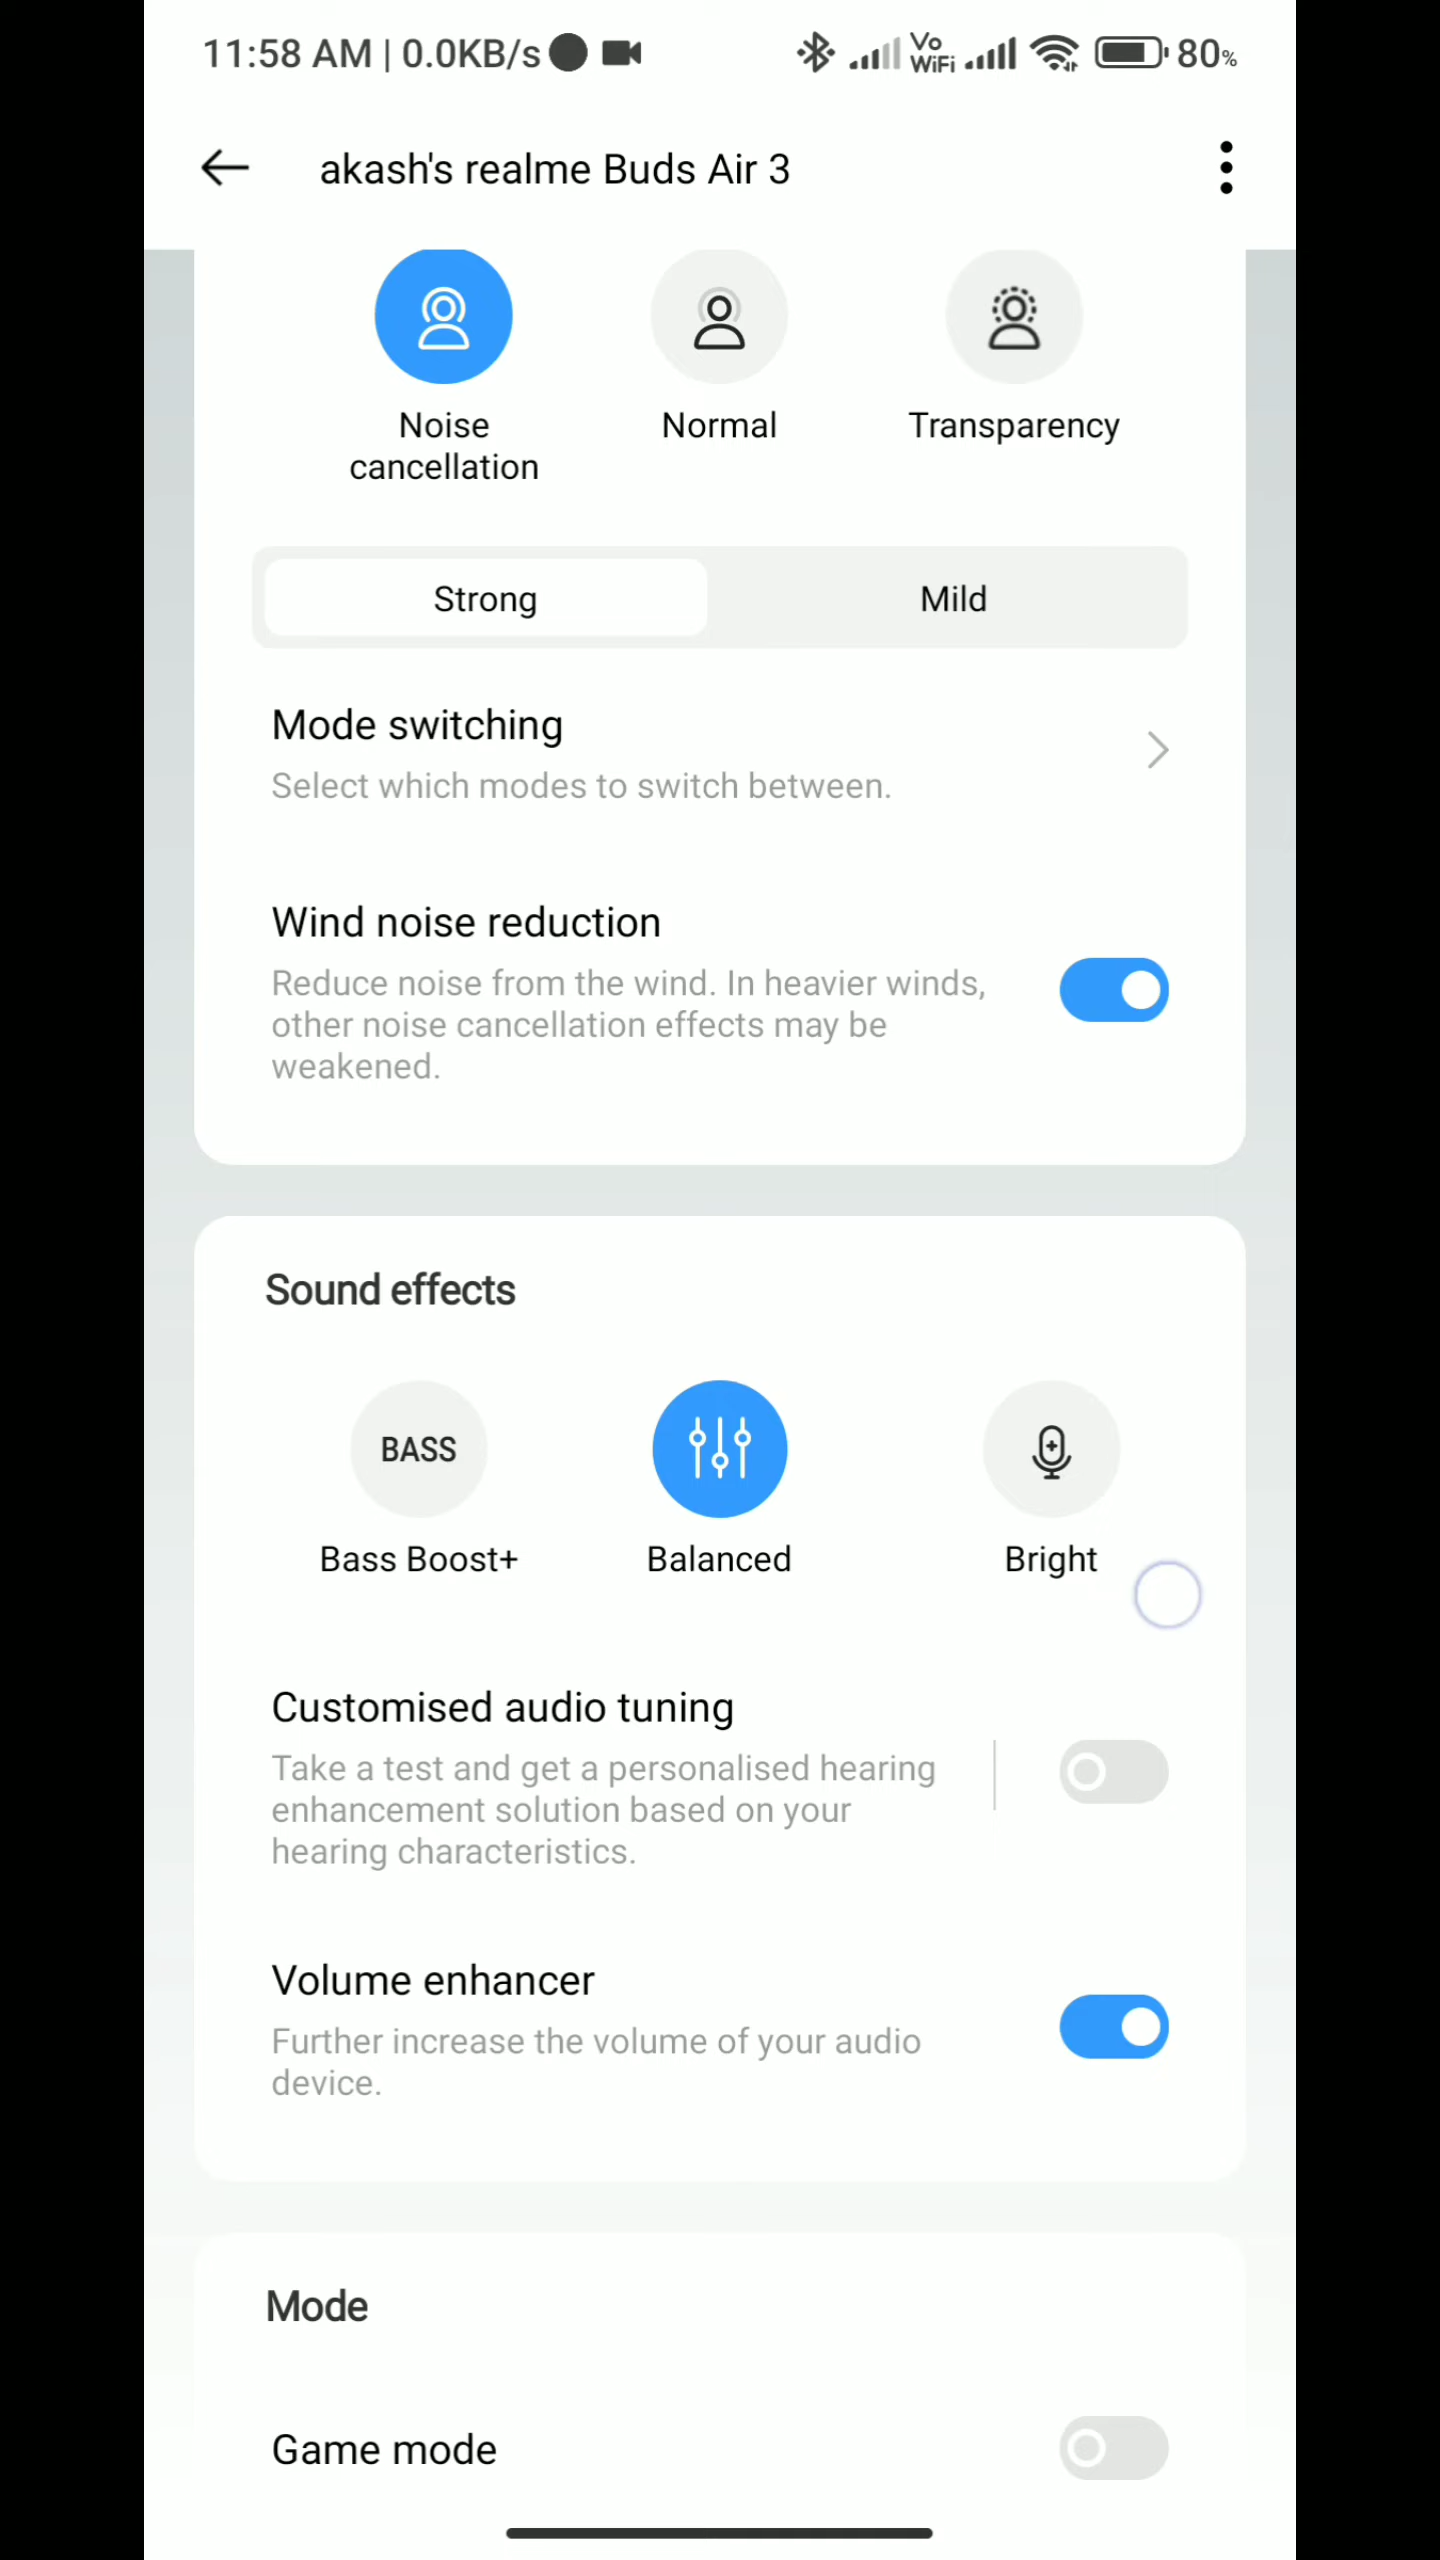 11:58 AM | 0.0KB/s Vo WiFi 80%
akash's realme Buds Air 3
Noise cancellation
Normal
Transparency
Strong
Mild
Mode switching
Select which modes to switch between.
Wind noise reduction
Reduce noise from the wind. In heavier winds,
other noise cancellation effects may be
weakened.
Sound effects
BASS
Bass Boost+
Balanced
Bright
Customised audio tuning
Take a test and get a personalised hearing
enhancement solution based on your
hearing characteristics.
Volume enhancer
Further increase the volume of your audio
device.
Mode
Game mode